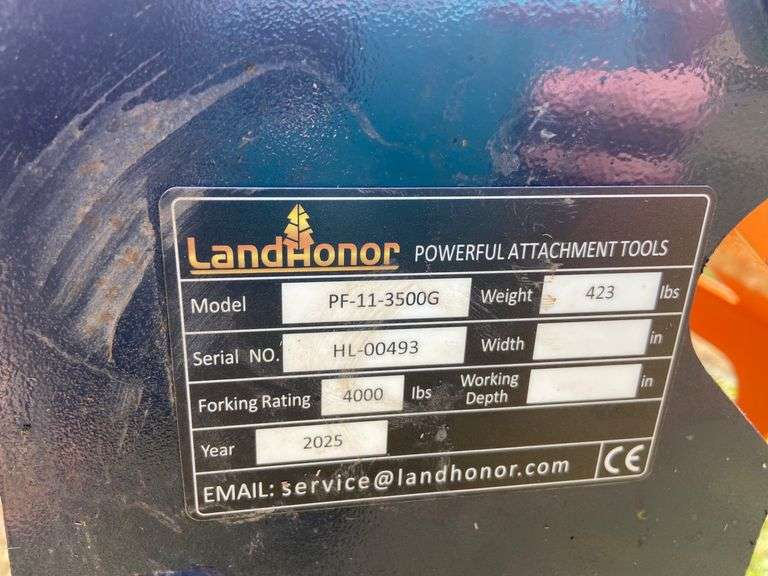 LandHonor POWERFUL ATTACHMENT TOOLS
Model PF-11-3500G Weight 423 lbs
Serial NO. HL-00493 Width in
Forking Rating 4000 lbs Working Depth in
Year 2025
EMAIL: service@landhonor.com CE